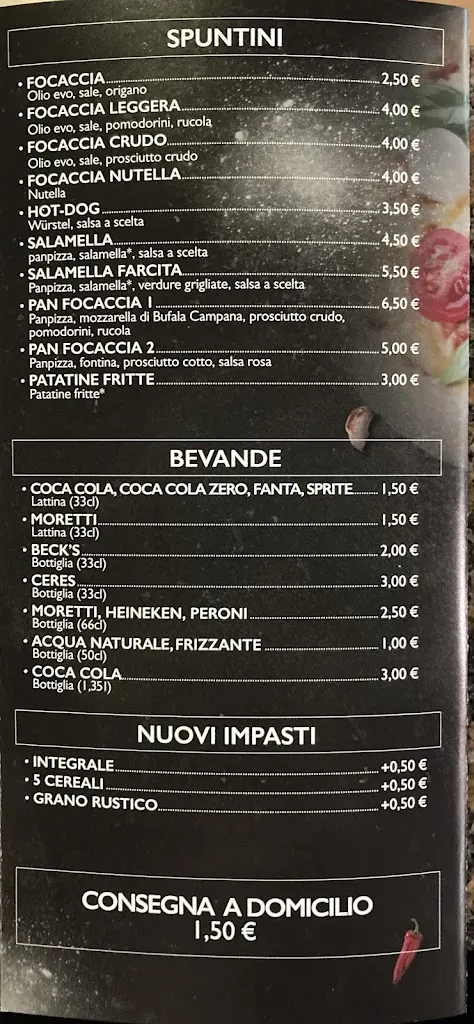 SPUNTINI
• FOCACCIA 2,50 €
Olio evo, sale, origano
• FOCACCIA LEGGERA 4,00 €
Olio evo, sale, pomodorini, rucola
• FOCACCIA CRUDO 4,00 €
Olio evo, sale, prosciutto crudo
• FOCACCIA NUTELLA 4,00 €
Nutella
• HOT-DOG 3,50 €
Würstel, salsa a scelta
• SALAMELLA 4,50 €
panpizza, salamella*, salsa a scelta
• SALAMELLA FARCITA 5,50 €
Panpizza, salamella*, verdure grigliate, salsa a scelta
• PAN FOCACCIA 1 6,50 €
Panpizza, mozzarella di Bufala Campana, prosciutto crudo,
pomodorini, rucola
• PAN FOCACCIA 2 5,00 €
Panpizza, fontina, prosciutto cotto, salsa rosa
• PATATINE FRITTE 3,00 €
Patatine fritte*
BEVANDE
• COCA COLA, COCA COLA ZERO, FANTA, SPRITE 1,50 €
Lattina (33cl)
• MORETTI 1,50 €
Lattina (33cl)
• BECK'S 2,00 €
Bottiglia (33cl)
• CERES 3,00 €
Bottiglia (33cl)
• MORETTI, HEINEKEN, PERONI 2,50 €
Bottiglia (66cl)
• ACQUA NATURALE, FRIZZANTE 1,00 €
Bottiglia (50cl)
• COCA COLA 3,00 €
Bottiglia (1,35l)
NUOVI IMPASTI
• INTEGRALE +0,50 €
• 5 CEREALI +0,50 €
• GRANO RUSTICO +0,50 €
CONSEGNA A DOMICILIO
1,50 €